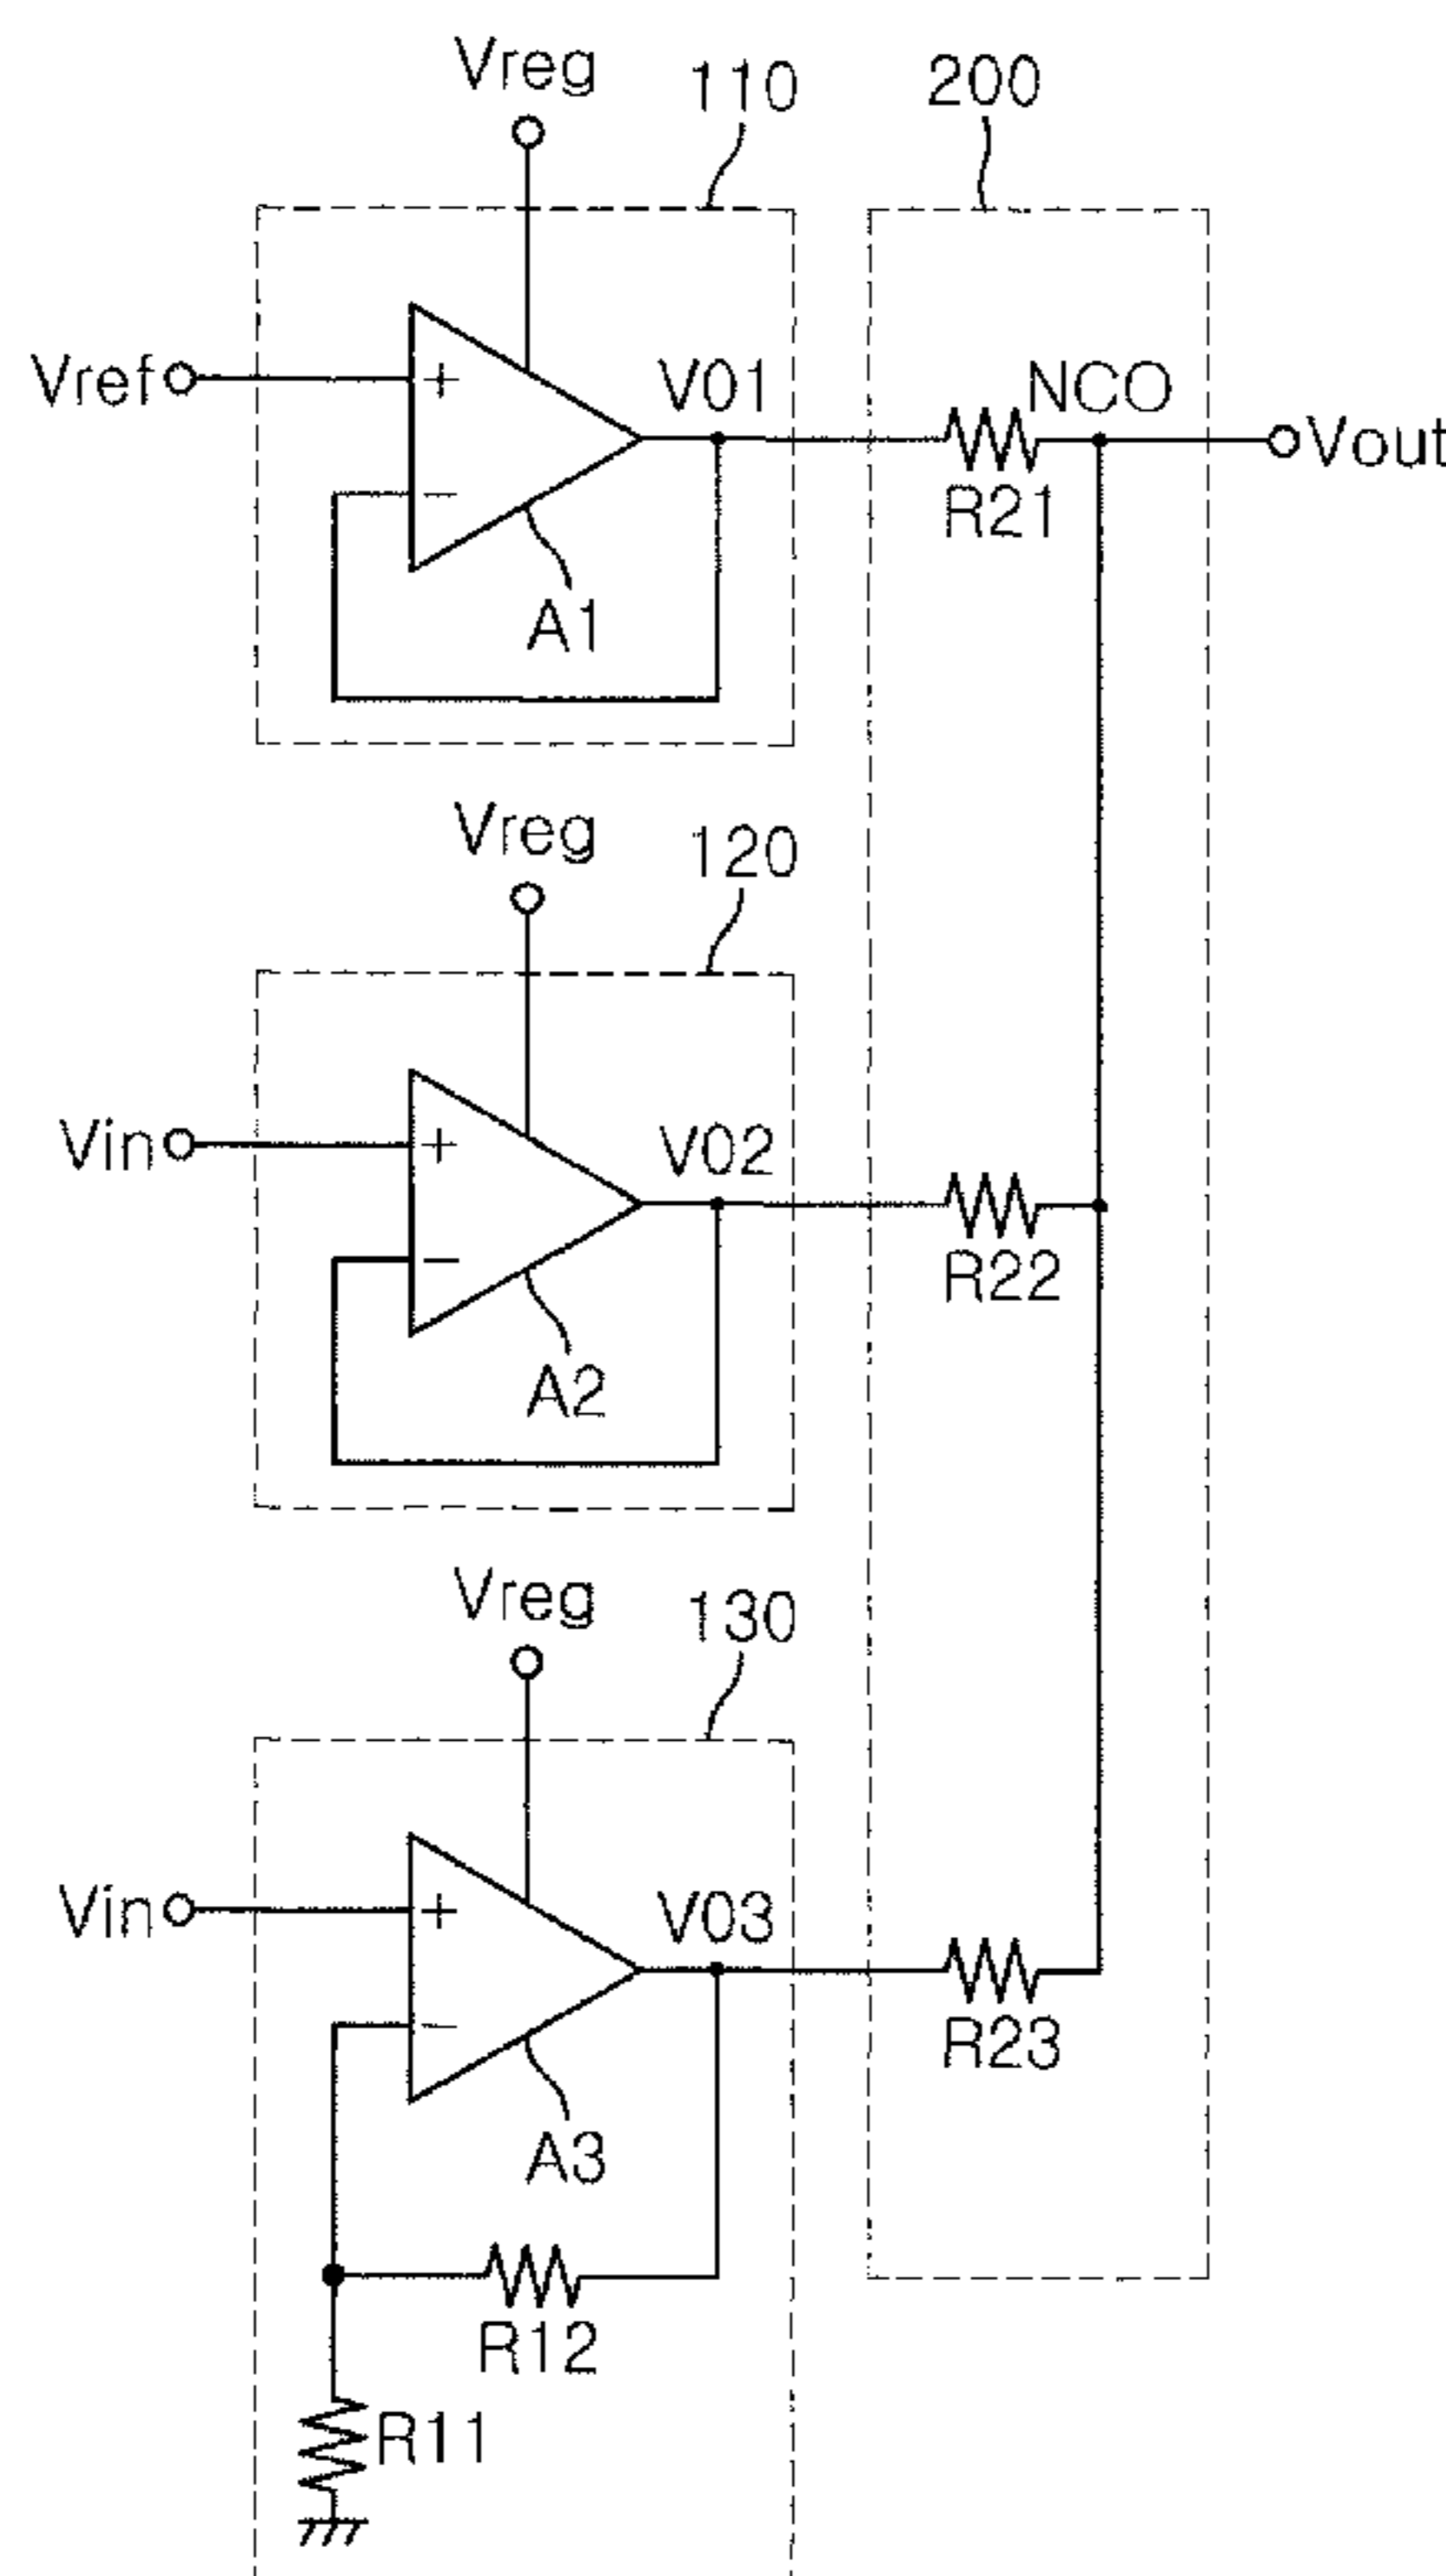 Vreg
110
200
Vref
+
V01
NCO
Vout
−
R21
A1
Vreg
120
Vin
+
V02
−
R22
A2
Vreg
130
Vin
+
V03
−
R23
A3
R12
R11